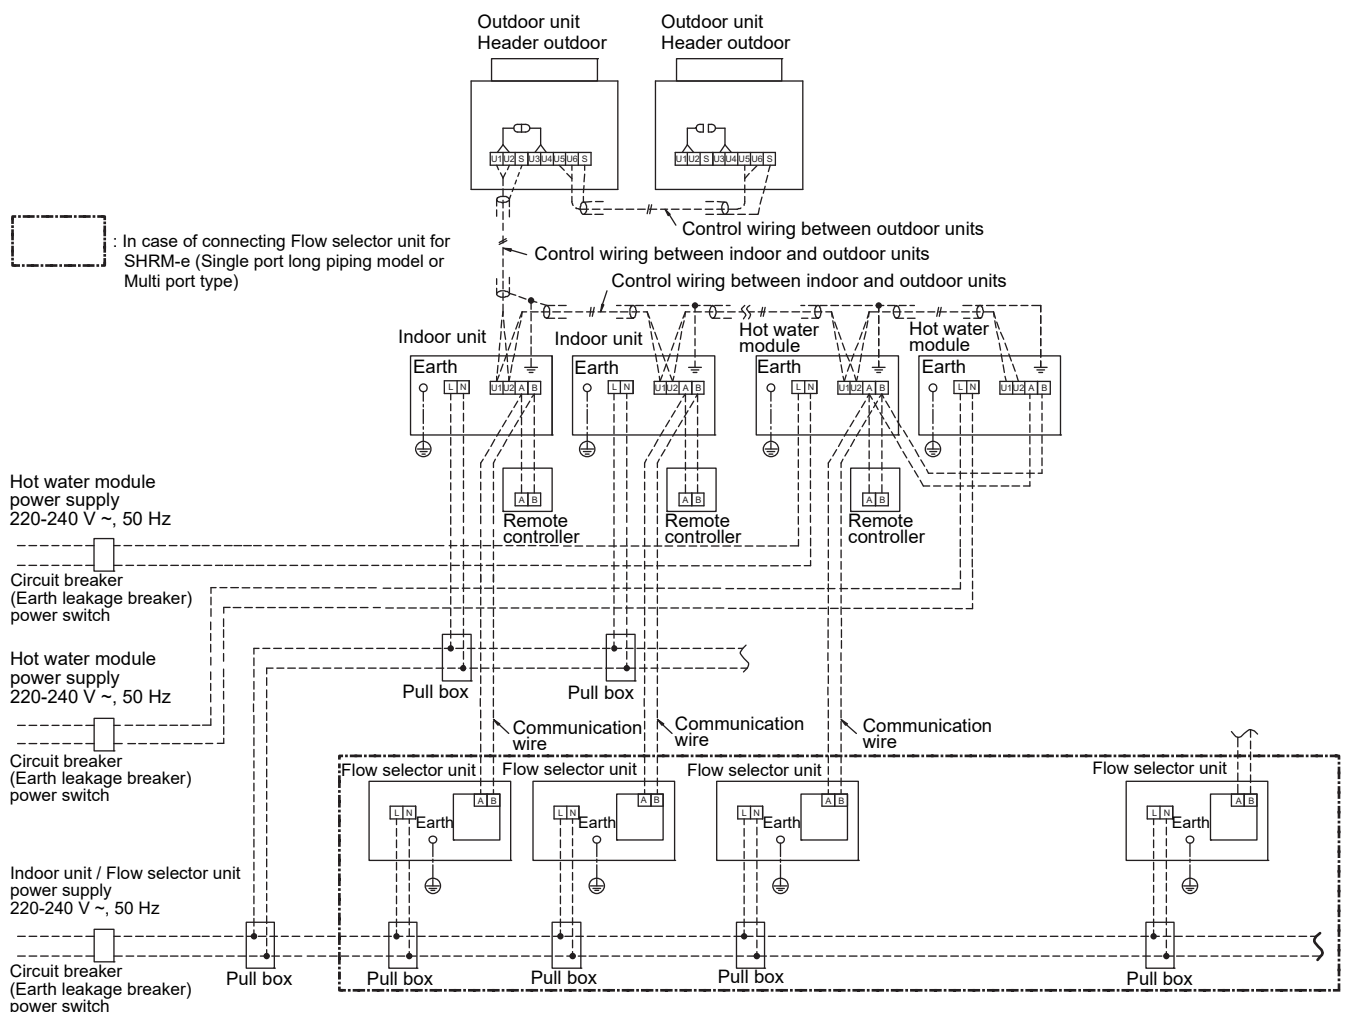 Outdoor unit
Header outdoor
Outdoor unit
Header outdoor
U1 U2 S U3 U4 U5 U6 S
U1 U2 S U3 U4 U5 U6 S
Control wiring between outdoor units
: In case of connecting Flow selector unit for
SHRM-e (Single port long piping model or
Multi port type)
Control wiring between indoor and outdoor units
Control wiring between indoor and outdoor units
Indoor unit
Indoor unit
Hot water
module
Hot water
module
Earth
L N
U1 U2 A B
Earth
L N
U1 U2 A B
Earth
L N
U1 U2 A B
Earth
L N
U1 U2 A B
A B
Remote
controller
A B
Remote
controller
A B
Remote
controller
Hot water module
power supply
220-240 V ~, 50 Hz
Circuit breaker
(Earth leakage breaker)
power switch
Hot water module
power supply
220-240 V ~, 50 Hz
Circuit breaker
(Earth leakage breaker)
power switch
Pull box
Pull box
Communication
wire
Communication
wire
Communication
wire
Flow selector unit
Flow selector unit
Flow selector unit
Flow selector unit
A B
L N
Earth
A B
L N
Earth
A B
L N
Earth
A B
L N
Earth
Indoor unit / Flow selector unit
power supply
220-240 V ~, 50 Hz
Circuit breaker
(Earth leakage breaker)
power switch
Pull box
Pull box
Pull box
Pull box
Pull box